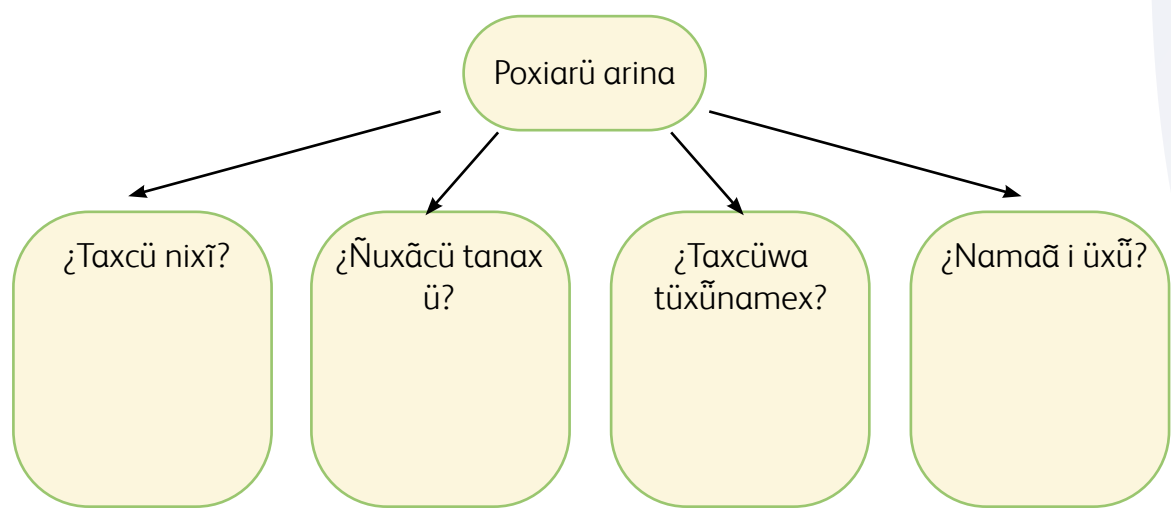 Poxiarü arina
¿Taxcü nixĩ?
¿Ñuxãcü tanax
ü?
¿Taxcüwa
tüxü̃namex?
¿Namaã i üxü̃?